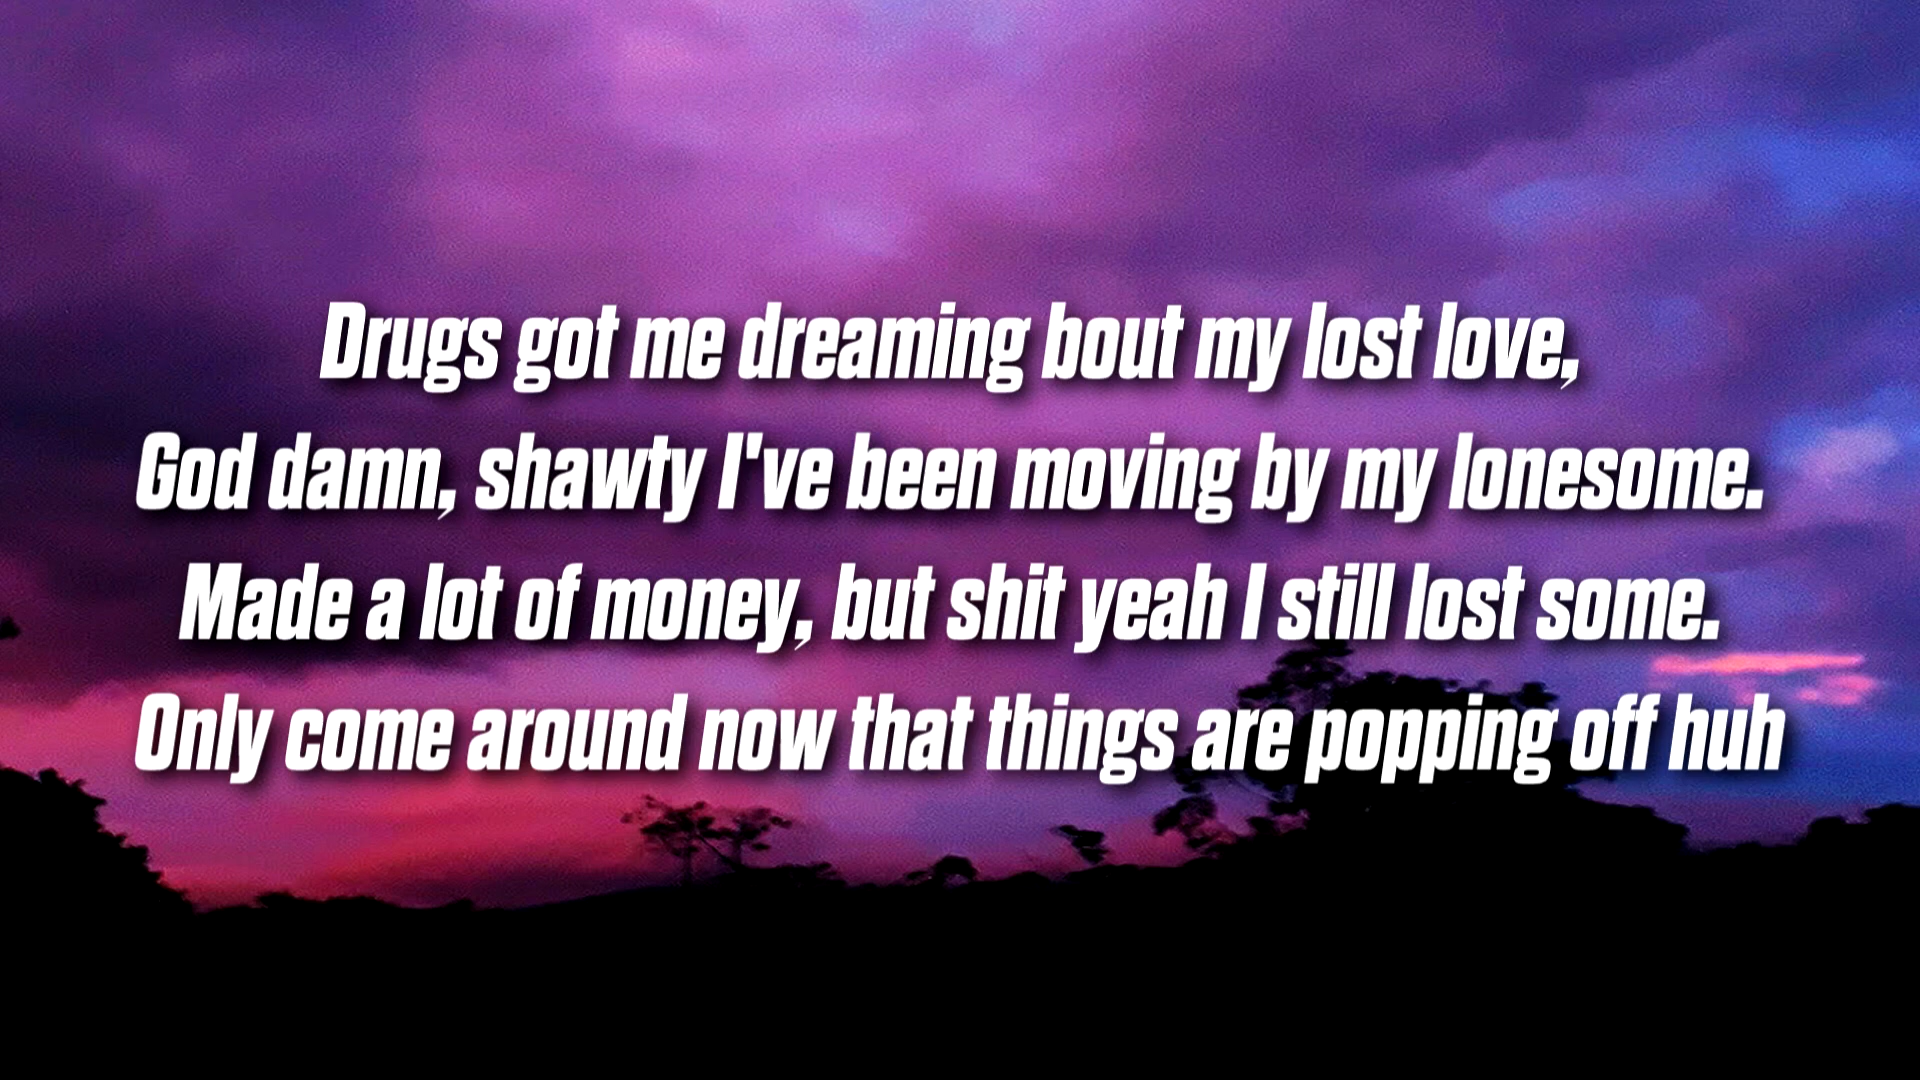 Drugs got me dreaming bout my lost love,
God damn, shawty I've been moving by my lonesome.
Made a lot of money, but shit yeah I still lost some.
Only come around now that things are popping off huh